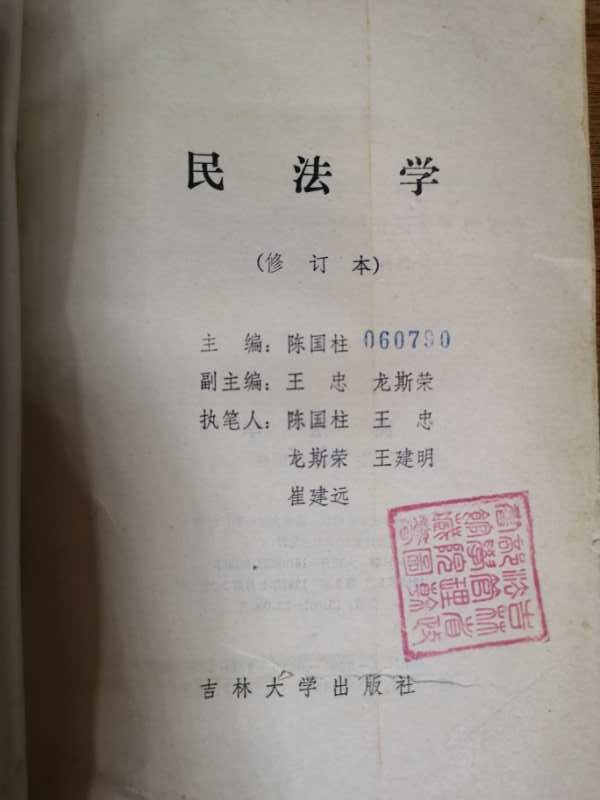 民法学
(修订本)
主 编：陈国柱 060790
副主编：王 忠 龙斯荣
执笔人：陈国柱 王 忠
龙斯荣 王建明
崔建远
吉林大学出版社